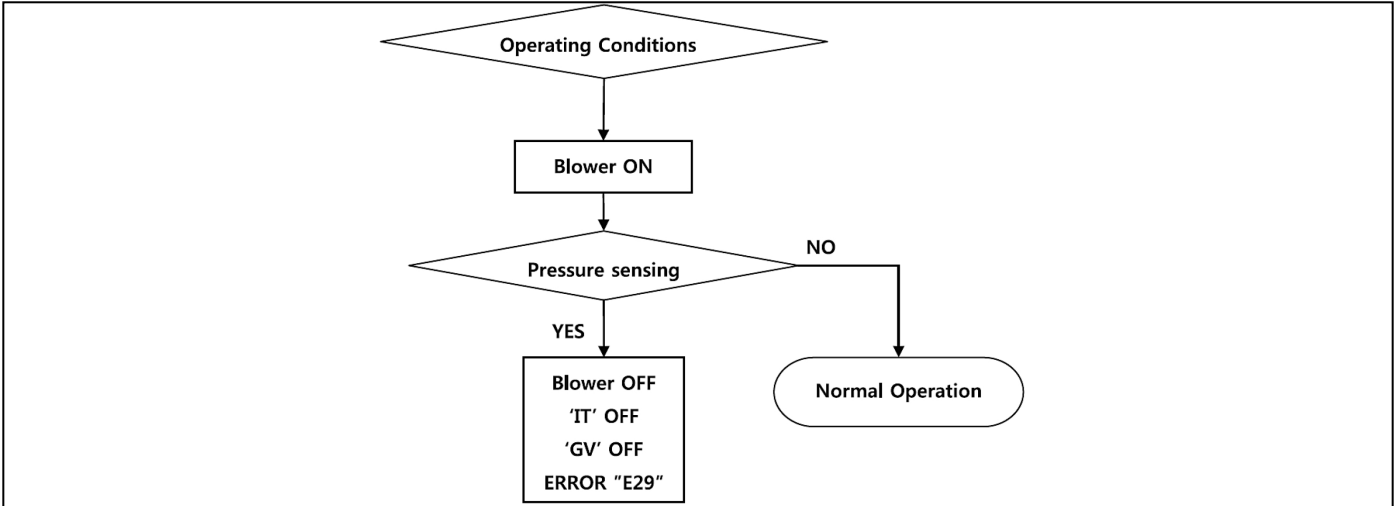 Operating Conditions
Blower ON
Pressure sensing
NO
YES
Blower OFF
‘IT’ OFF
‘GV’ OFF
ERROR "E29"
Normal Operation